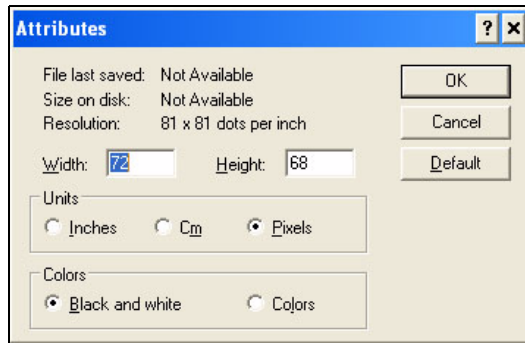 Attributes ? ×
File last saved: Not Available
Size on disk: Not Available
Resolution: 81 x 81 dots per inch
Width: 72 Height: 68
Units
Inches Cm Pixels
Colors
Black and white Colors
OK
Cancel
Default